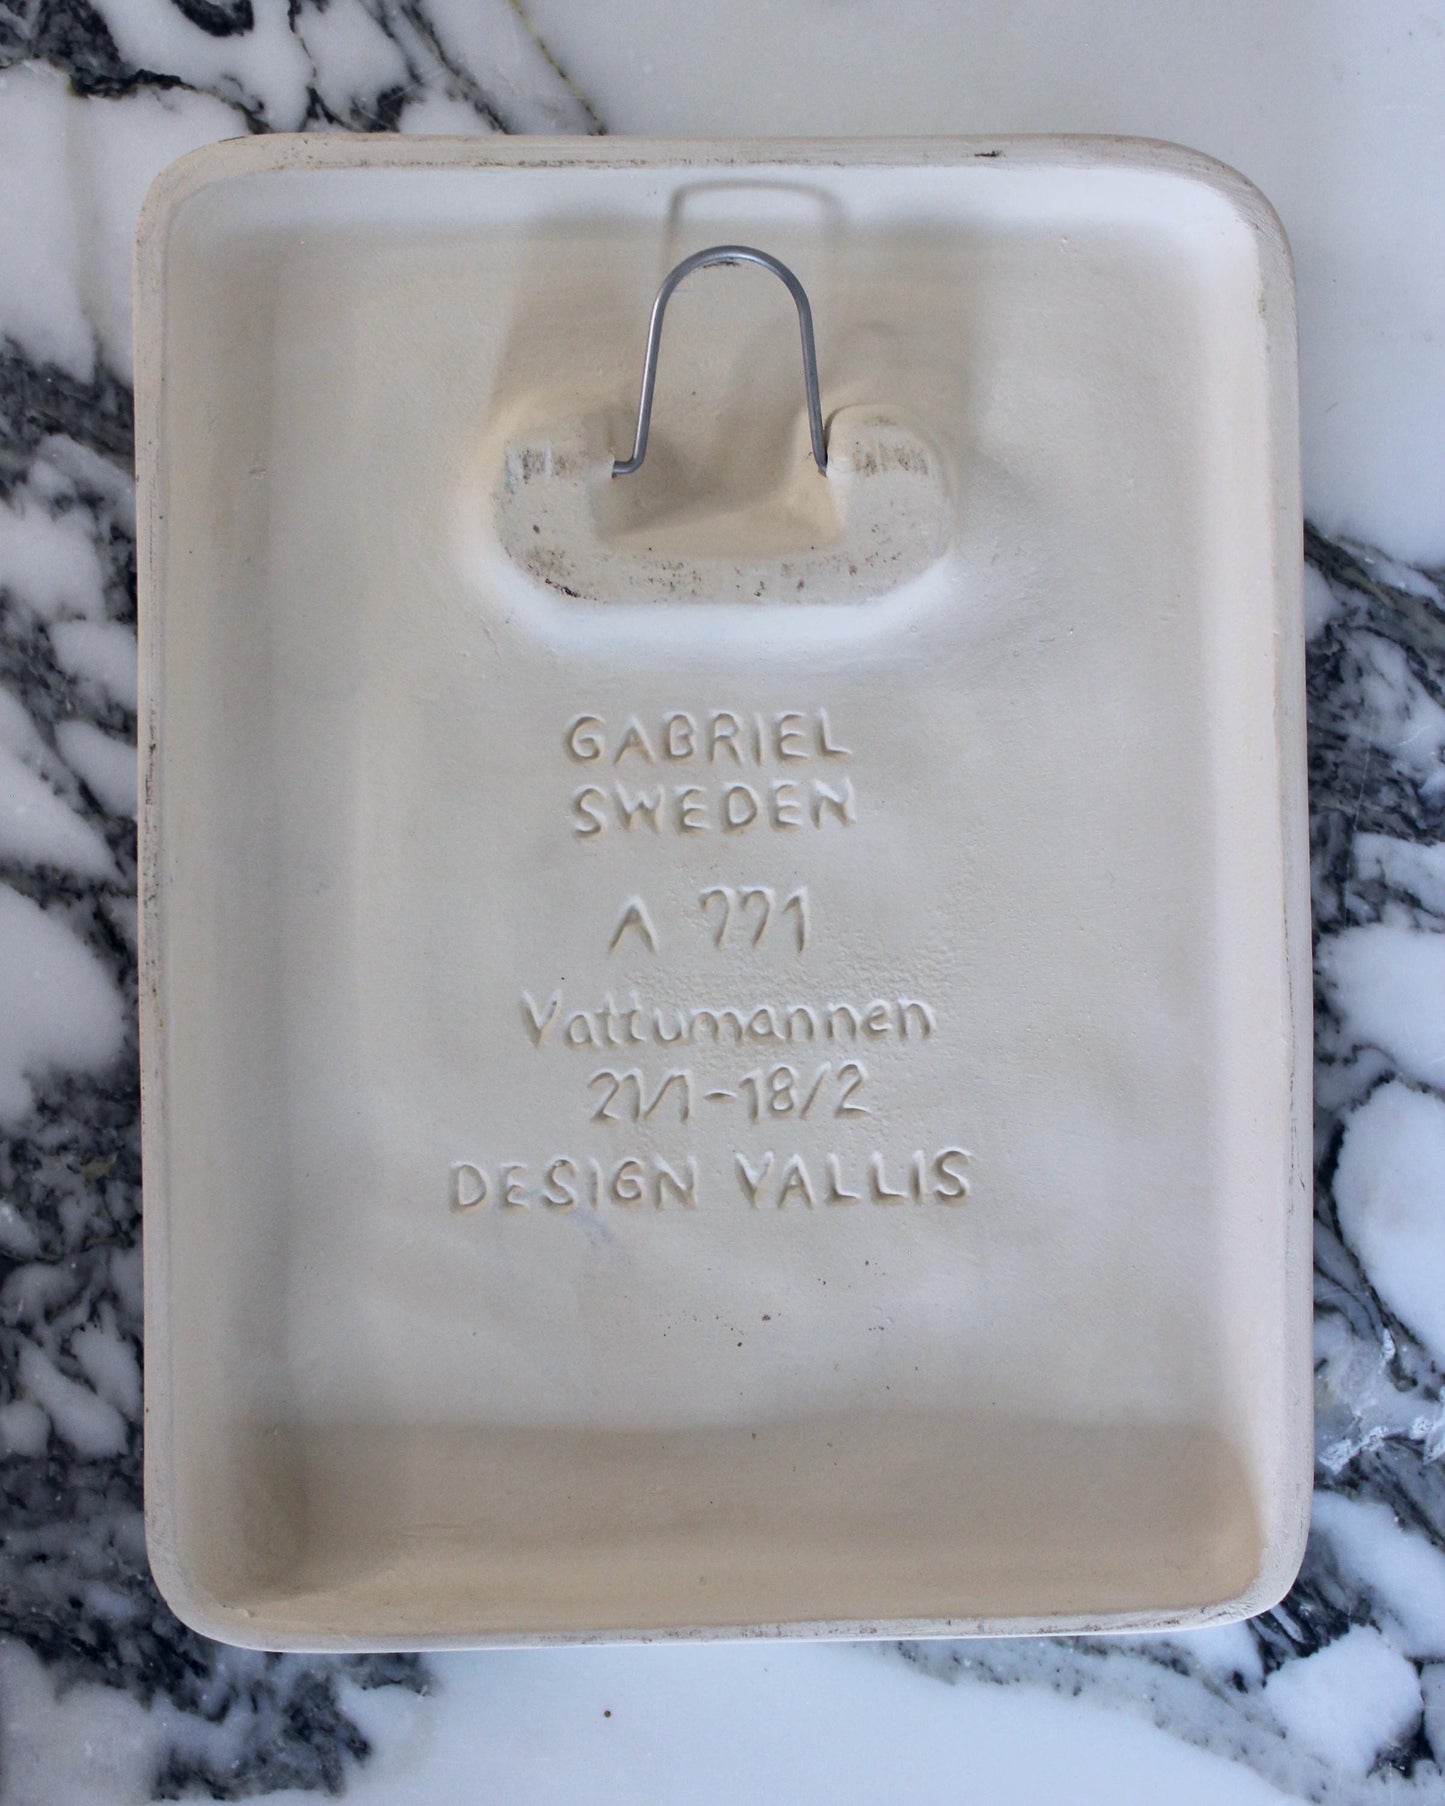 GABRIEL
SWEDEN
A 771
Vattumannen
21/1-18/2
DESIGN VALLIS